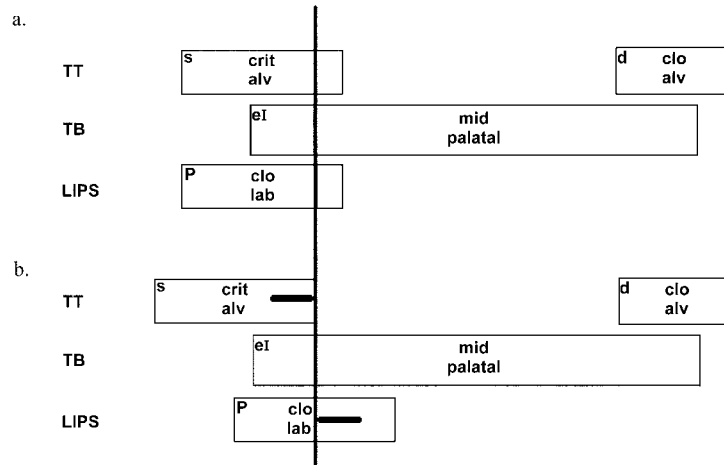 a.
TT
s crit alv
d clo alv
TB
eI mid palatal
LIPS
P clo lab
b.
TT
s crit alv
d clo alv
TB
eI mid palatal
LIPS
P clo lab